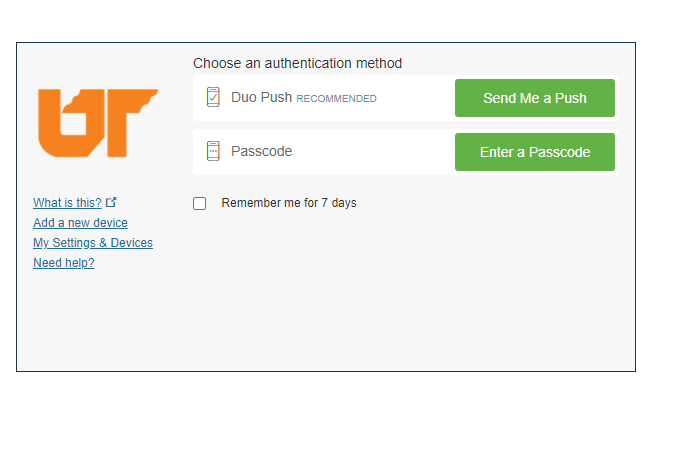 Choose an authentication method
UT
Duo Push RECOMMENDED
Send Me a Push
Passcode
Enter a Passcode
What is this?
Remember me for 7 days
Add a new device
My Settings & Devices
Need help?